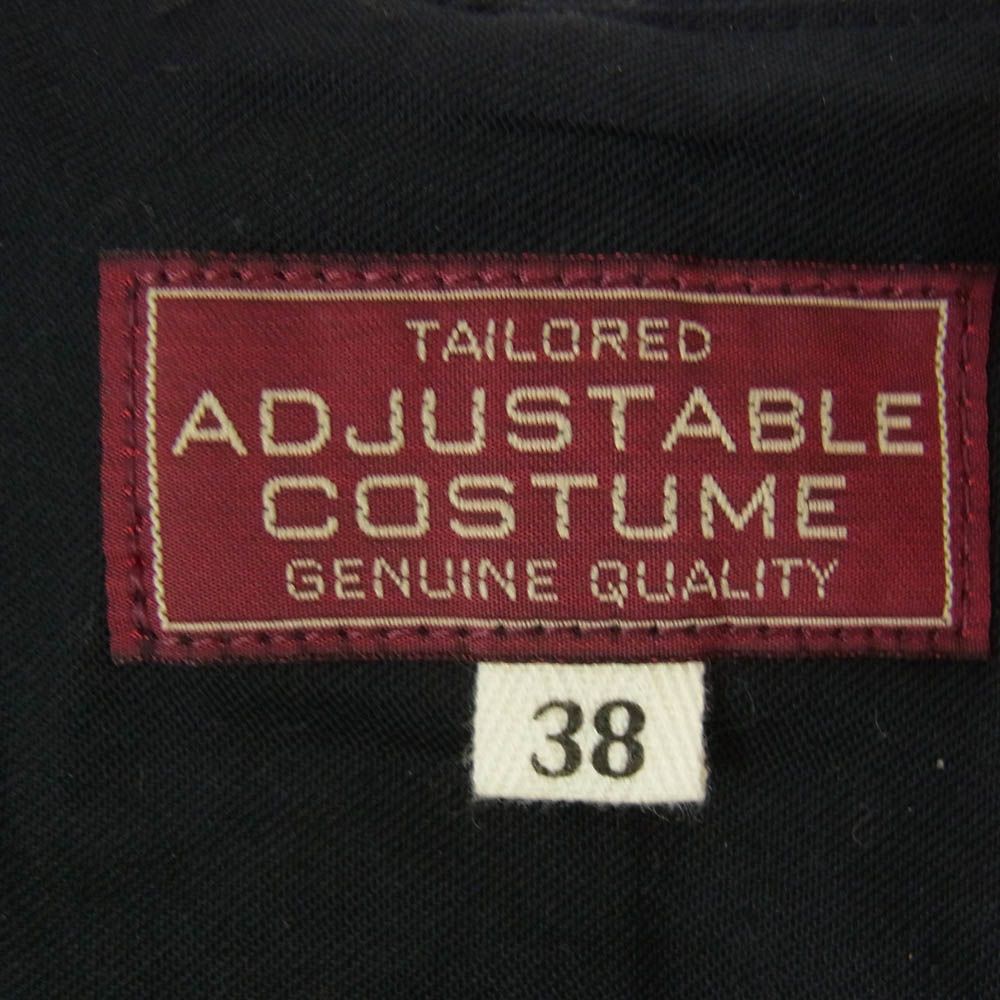 TAILORED
ADJUSTABLE
COSTUME
GENUINE QUALITY
38